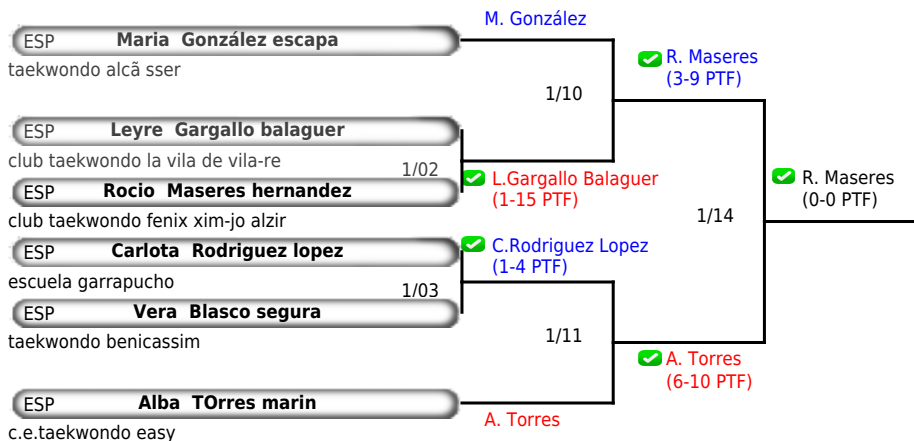 M. González
ESP Maria González escapa
taekwondo alcã sser
R. Maseres
(3-9 PTF)
1/10
ESP Leyre Gargallo balaguer
club taekwondo la vila de vila-re
1/02
L.Gargallo Balaguer
(1-15 PTF)
ESP Rocio Maseres hernandez
club taekwondo fenix xim-jo alzir
R. Maseres
(0-0 PTF)
1/14
ESP Carlota Rodriguez lopez
escuela garrapucho
C.Rodriguez Lopez
(1-4 PTF)
1/03
ESP Vera Blasco segura
taekwondo benicassim
1/11
A. Torres
(6-10 PTF)
ESP Alba TOrres marin
c.e.taekwondo easy
A. Torres